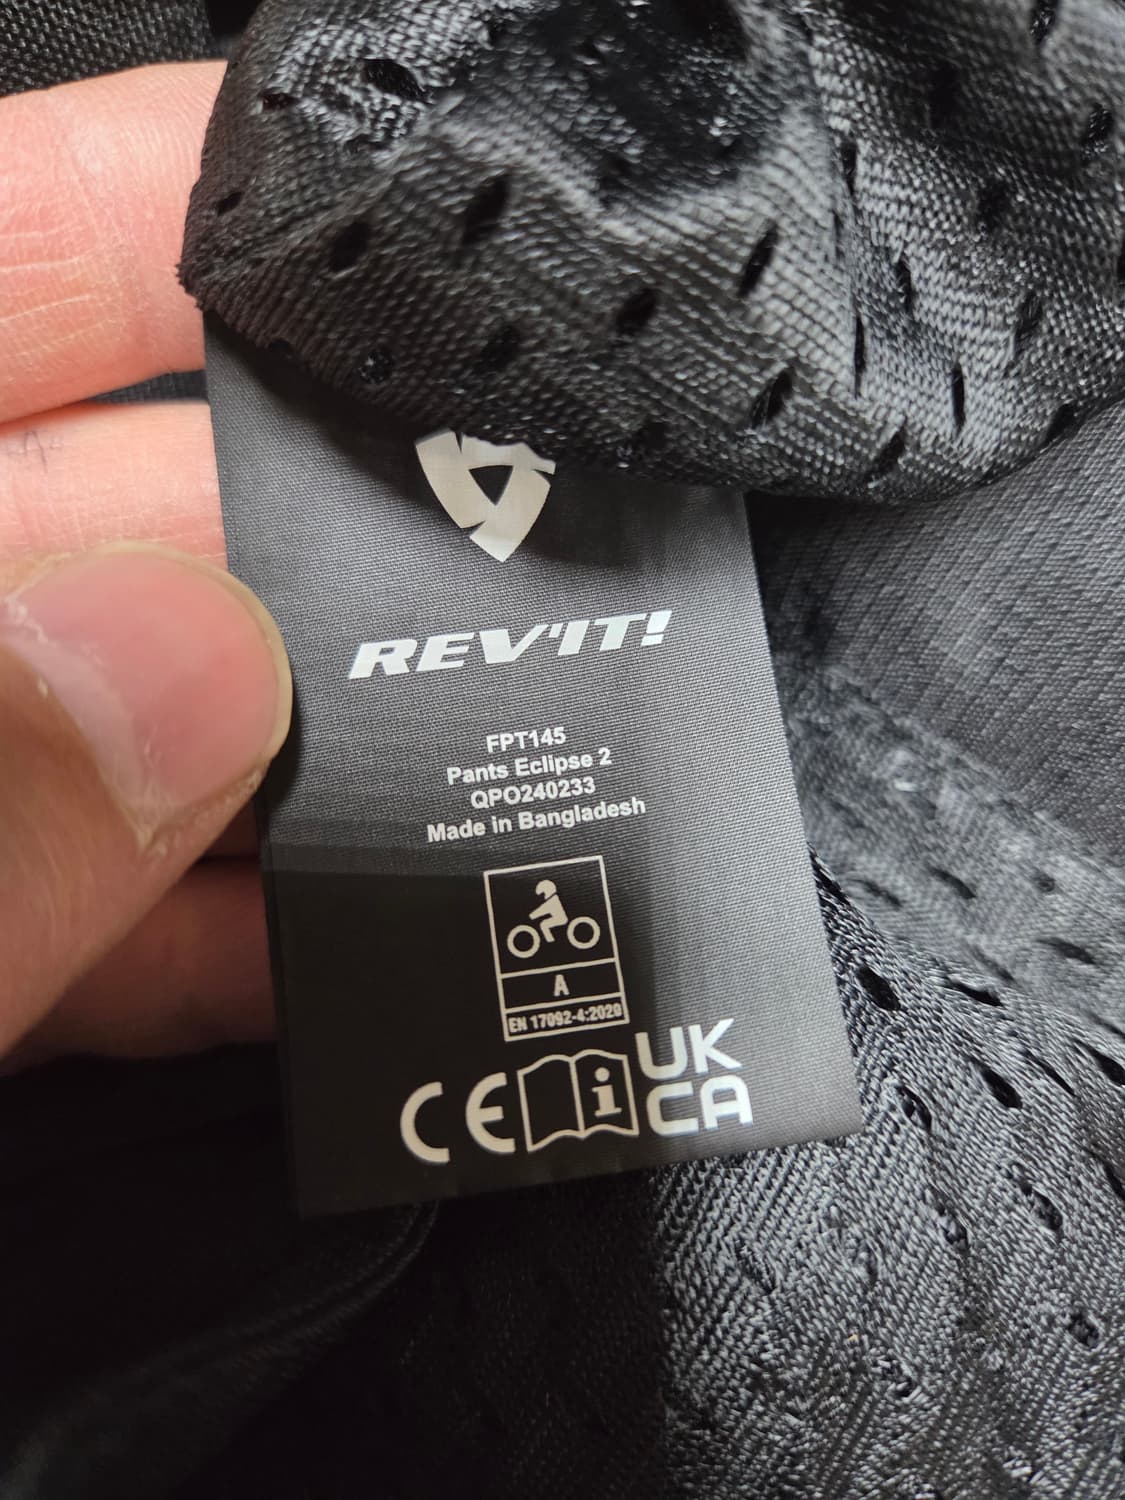 REV'IT!
FPT145
Pants Eclipse 2
QPO240233
Made in Bangladesh
A
EN 17092-4:2020
CE
i
UK
CA